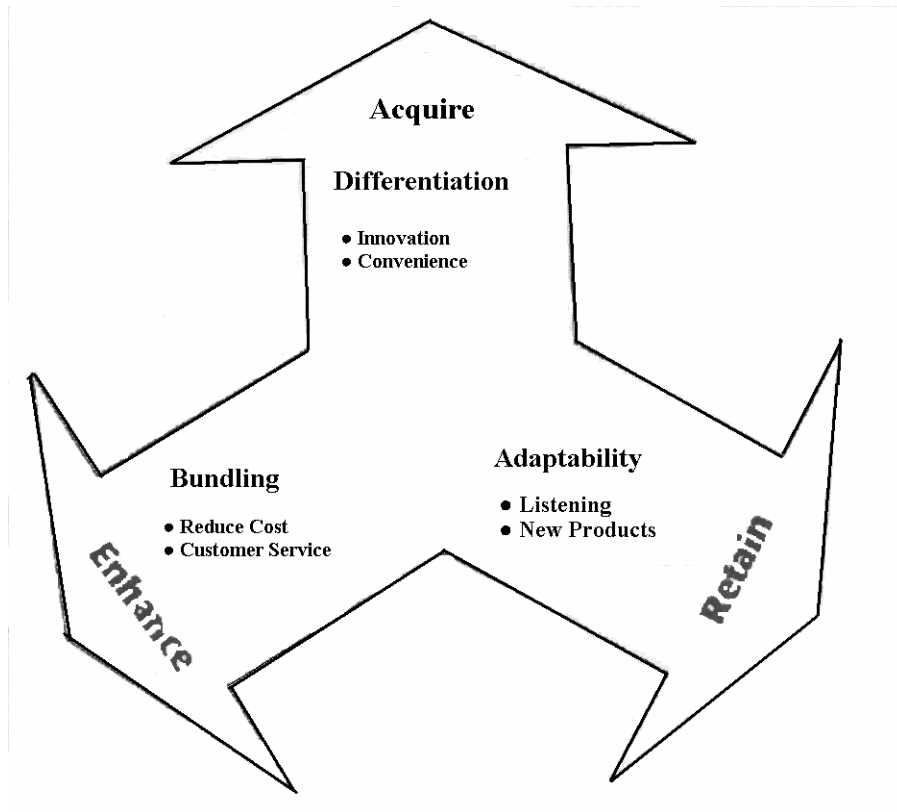 Acquire
Differentiation
● Innovation
● Convenience
Bundling
● Reduce Cost
● Customer Service
Enhance
Adaptability
● Listening
● New Products
Retain